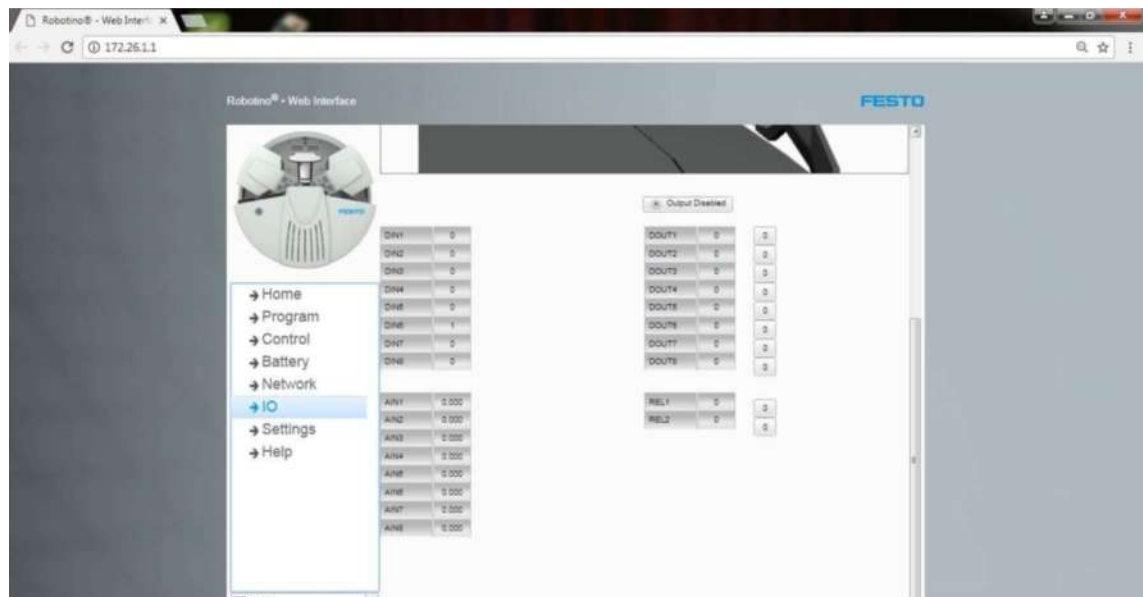 Robotino® - Web Inter
172.26.1.1
Robotino® - Web Interface
FESTO
FESTO
Output Disabled
DIN1 0
DOUT1 0 0
DIN2 0
DOUT2 0 0
DIN3 0
DOUT3 0 0
DIN4 0
DOUT4 0 0
DIN5 0
DOUT5 0 0
DIN6 1
DOUT6 0 0
DIN7 0
DOUT7 0 0
DIN8 0
DOUT8 0 0
Home
Program
Control
Battery
Network
IO
Settings
Help
AIN1 0.000
REL1 0 0
AIN2 0.000
REL2 0 0
AIN3 0.000
AIN4 0.000
AIN5 0.000
AIN6 0.000
AIN7 0.000
AIN8 0.000